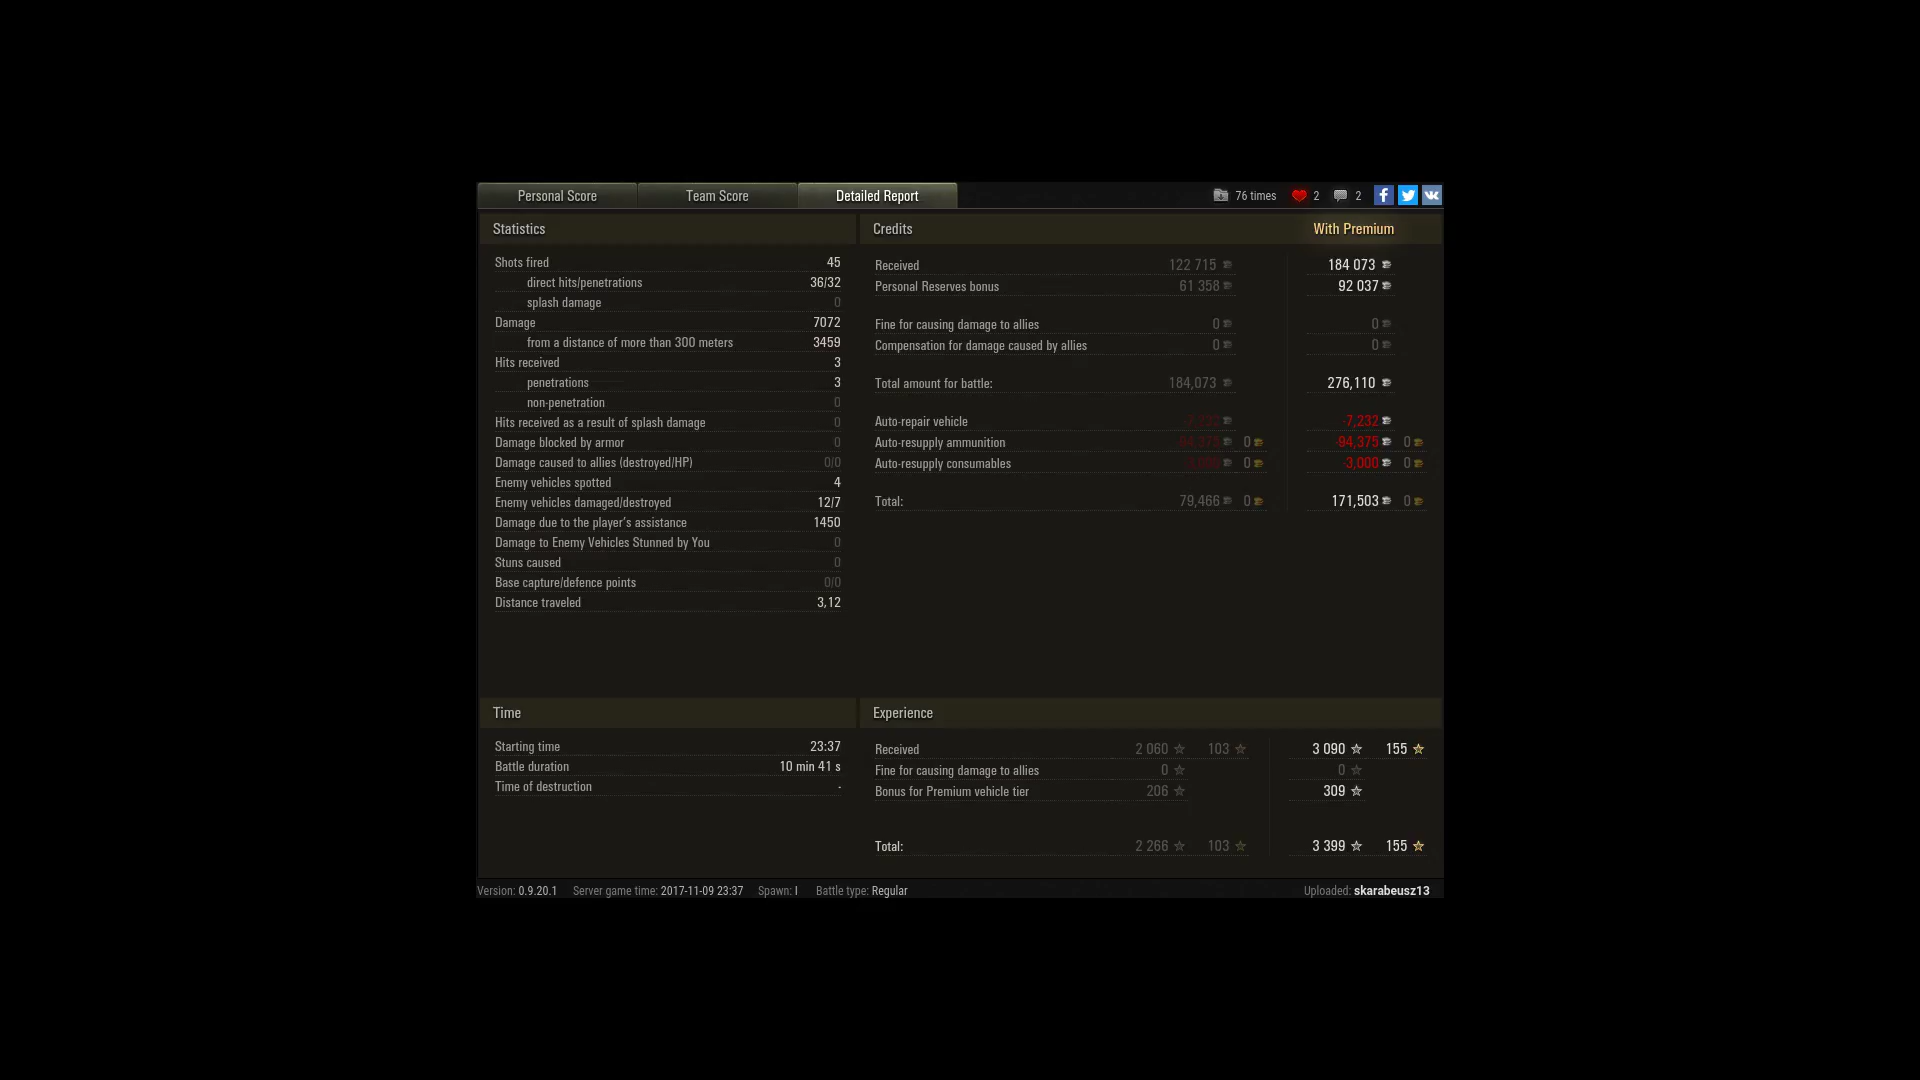 Personal Score Team Score Detailed Report 76 times 2 2
Statistics
Shots fired 45
direct hits/penetrations 36/32
splash damage 0
Damage 7072
from a distance of more than 300 meters 3459
Hits received 3
penetrations 3
non-penetration 0
Hits received as a result of splash damage 0
Damage blocked by armor 0
Damage caused to allies (destroyed/HP) 0/0
Enemy vehicles spotted 4
Enemy vehicles damaged/destroyed 12/7
Damage due to the player's assistance 1450
Damage to Enemy Vehicles Stunned by You 0
Stuns caused 0
Base capture/defence points 0/0
Distance traveled 3,12
Credits With Premium
Received 122 715 184 073
Personal Reserves bonus 61 358 92 037
Fine for causing damage to allies 0 0
Compensation for damage caused by allies 0 0
Total amount for battle: 184,073 276,110
Auto-repair vehicle -7,232 -7,232
Auto-resupply ammunition -94,375 0 -94,375 0
Auto-resupply consumables -3,000 0 -3,000 0
Total: 79,466 0 171,503 0
Time
Starting time 23:37
Battle duration 10 min 41 s
Time of destruction -
Experience
Received 2 060 103 3 090 155
Fine for causing damage to allies 0 0
Bonus for Premium vehicle tier 206 309
Total: 2 266 103 3 399 155
Version: 0.9.20.1 Server game time: 2017-11-09 23:37 Spawn: I Battle type: Regular Uploaded: skarabeusz13